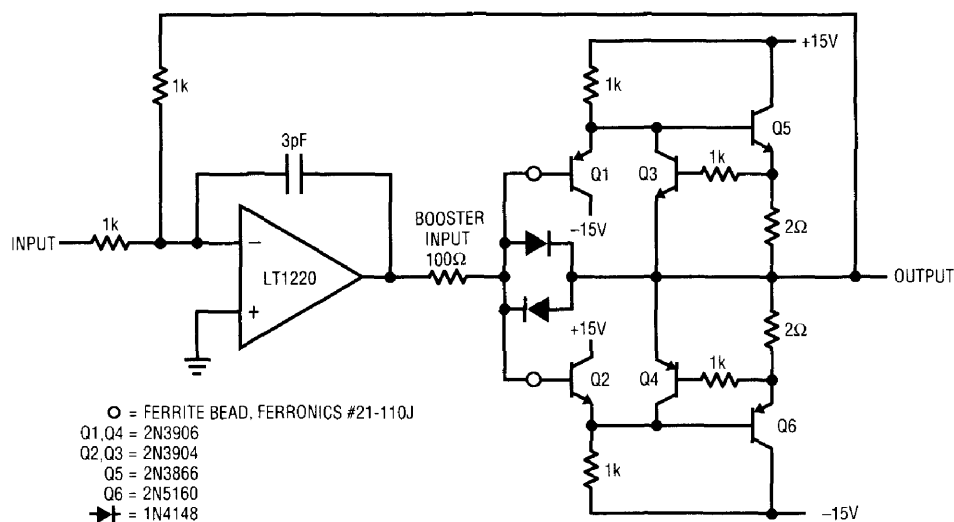 +15V
1k
1k
3pF
Q5
Q1
Q3
1k
–15V
2Ω
INPUT
1k
BOOSTER
INPUT
100Ω
–
LT1220
+
OUTPUT
+15V
2Ω
1k
Q2
Q4
Q6
1k
–15V
O = FERRITE BEAD, FERRONICS #21-110J
Q1,Q4 = 2N3906
Q2,Q3 = 2N3904
Q5 = 2N3866
Q6 = 2N5160
= 1N4148